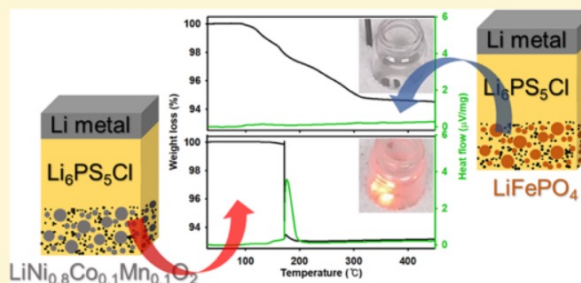 Li metal
Li₆PS₅Cl
LiNi₀.₈Co₀.₁Mn₀.₁O₂
100
98
96
94
100
98
96
94
Weight loss (%)
6
4
2
0
6
4
2
0
Heat flow (μV/mg)
100 200 300 400
Temperature (℃)
Li metal
Li₆PS₅Cl
LiFePO₄